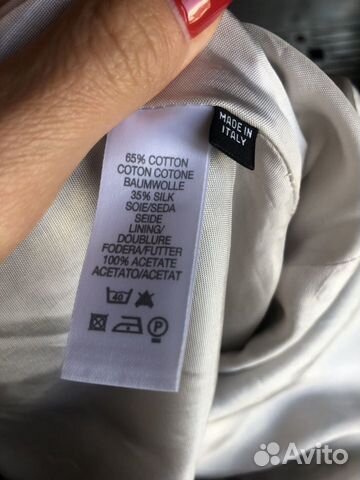 MADE IN
ITALY
65% COTTON
COTON COTONE
BAUMWOLLE
35% SILK
SOIE/SEDA
SEIDE
LINING/
DOUBLURE
FODERA/FUTTER
100% ACETATE
ACETATO/ACETAT
40
P
Avito